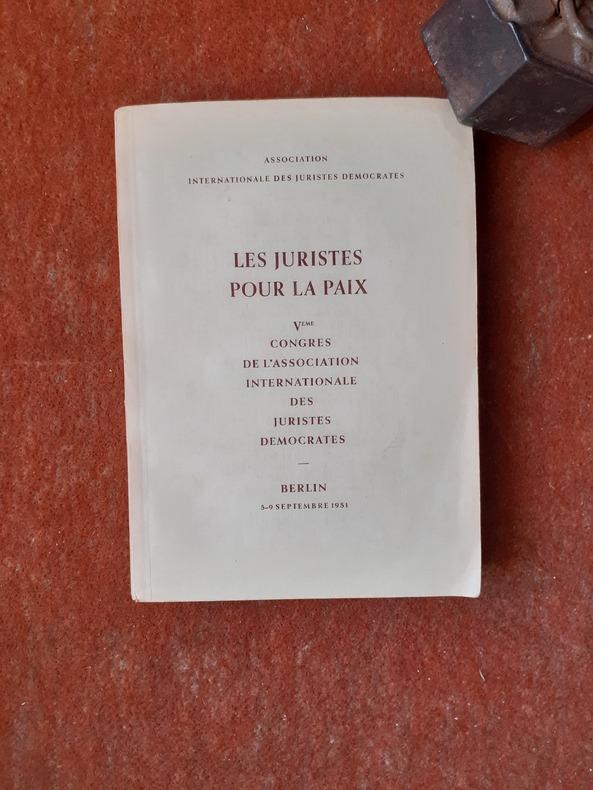 ASSOCIATION
INTERNATIONALE DES JURISTES DEMOCRATES
LES JURISTES
POUR LA PAIX
VEME
CONGRES
DE L'ASSOCIATION
INTERNATIONALE
DES
JURISTES
DEMOCRATES
—
BERLIN
5-9 SEPTEMBRE 1951